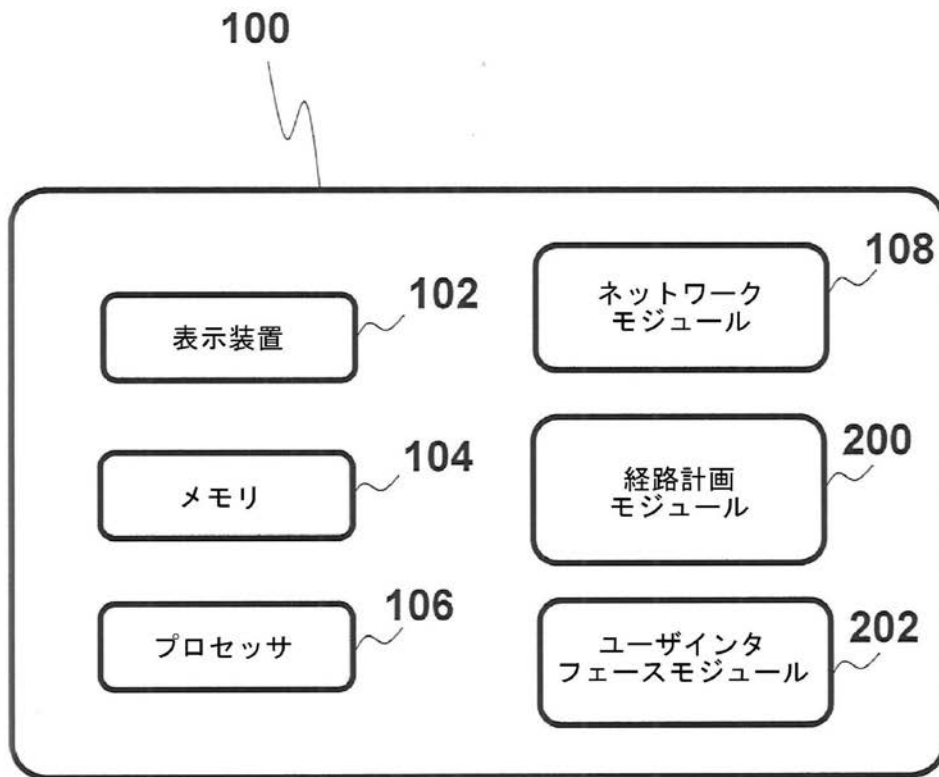 100
102
表示装置
108
ネットワーク
モジュール
104
メモリ
200
経路計画
モジュール
106
プロセッサ
202
ユーザインタ
フェースモジュール